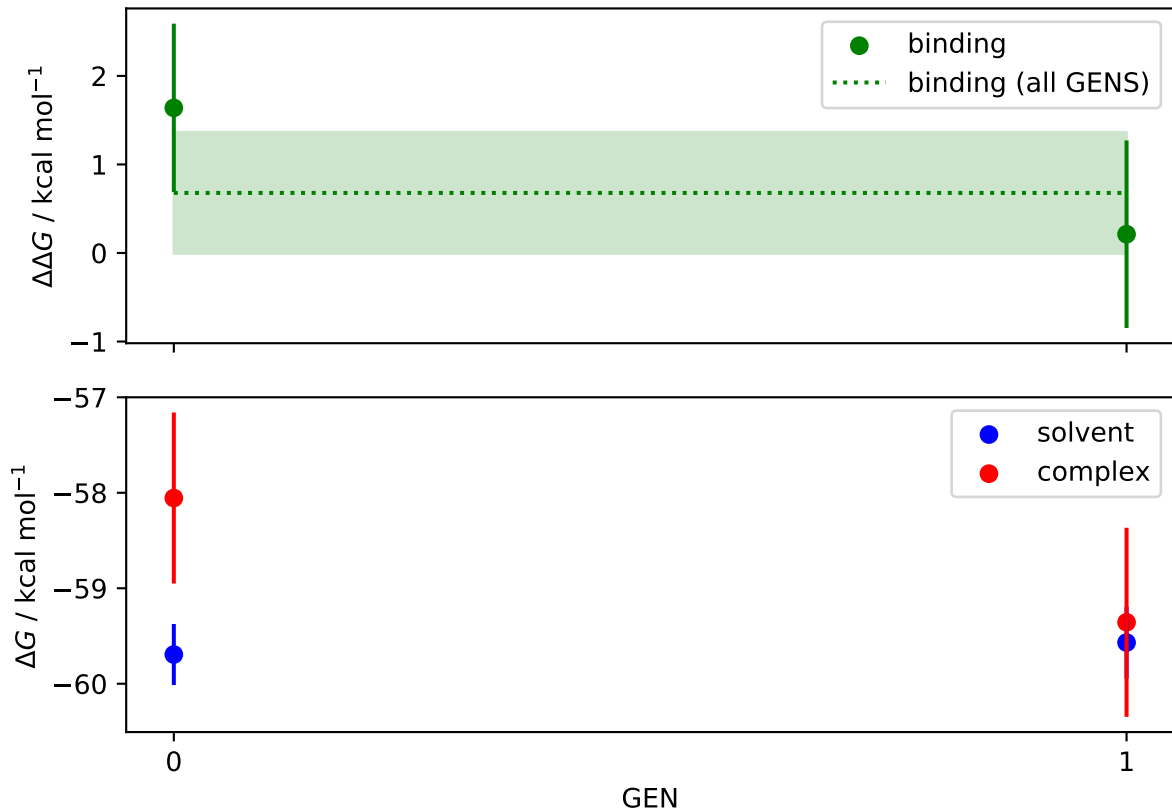 binding
binding (all GENS)
2
1
0
−1
ΔΔG / kcal mol⁻¹
solvent
complex
−57
−58
−59
−60
ΔG / kcal mol⁻¹
0
1
GEN